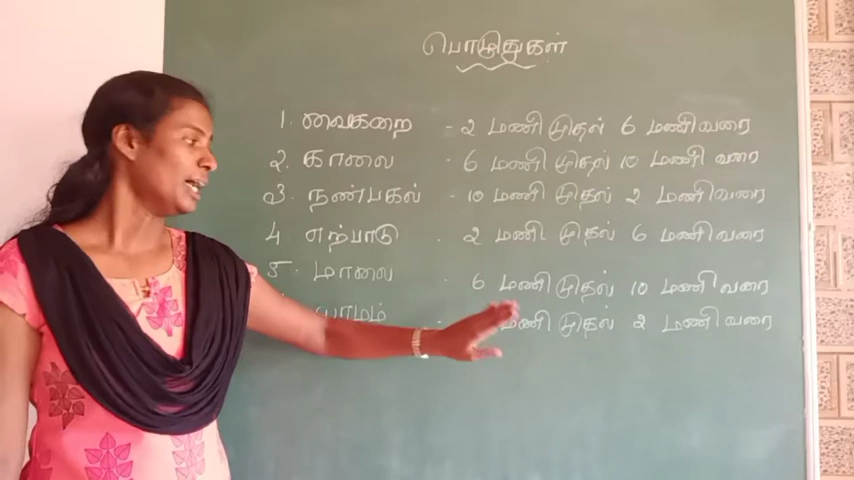 பொழுதுகள்
1. வைகறை - 2 மணி முதல் 6 மணிவரை
2. காலை - 6 மணி முதல் 10 மணி வரை
3. நண்பகல் - 10 மணி முதல் 2 மணிவரை
4 எற்பாடு - 2 மணி முதல் 6 மணிவரை
5. மாலை - 6 மணி முதல் 10 மணி வரை
யாமம் - மணி முதல் 2 மணி வரை